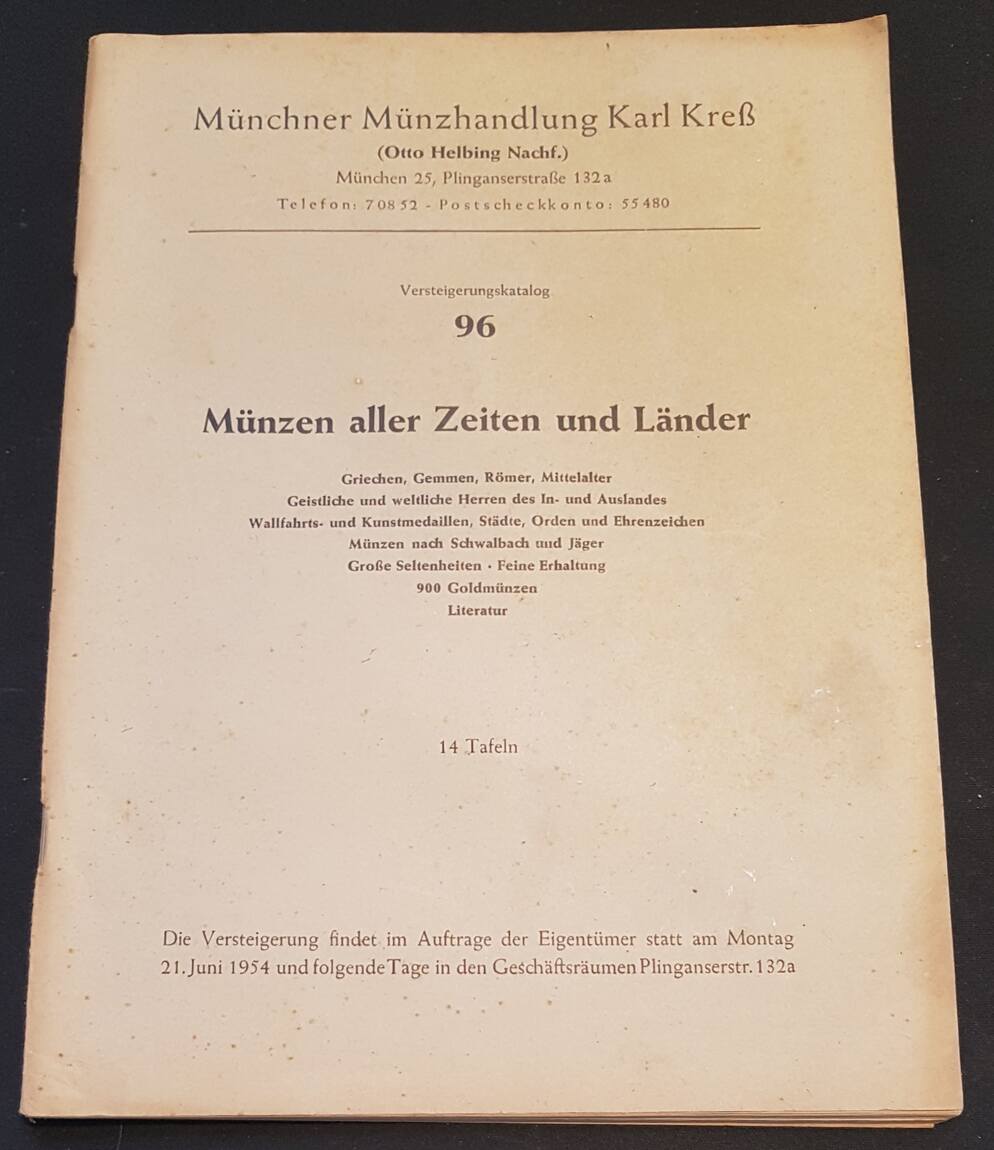 Münchner Münzhandlung Karl Kreß
(Otto Helbing Nachf.)
München 25, Plinganserstraße 132a
Telefon: 70852 - Postscheckkonto: 55480
Versteigerungskatalog
96
Münzen aller Zeiten und Länder
Griechen, Gemmen, Römer, Mittelalter
Geistliche und weltliche Herren des In- und Auslandes
Wallfahrts- und Kunstmedaillen, Städte, Orden und Ehrenzeichen
Münzen nach Schwalbach und Jäger
Große Seltenheiten · Feine Erhaltung
900 Goldmünzen
Literatur
14 Tafeln
Die Versteigerung findet im Auftrage der Eigentümer statt am Montag
21. Juni 1954 und folgende Tage in den Geschäftsräumen Plinganserstr. 132a